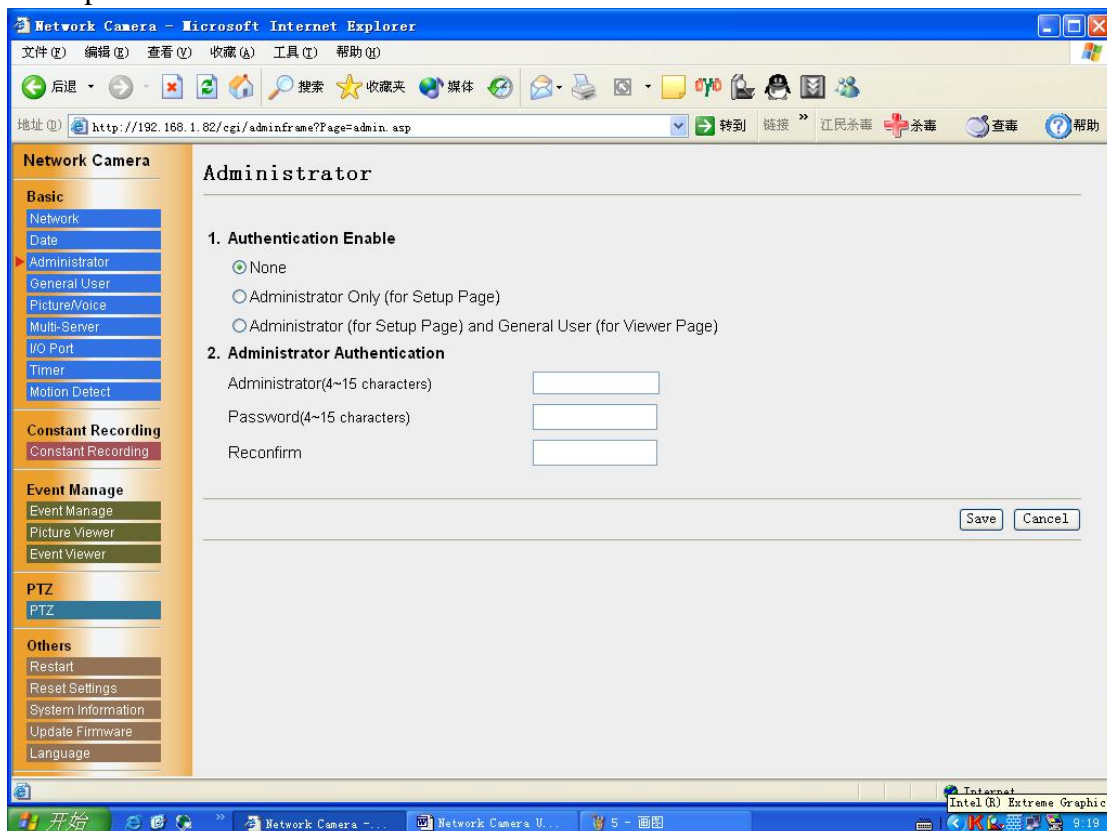 Network Camera - Microsoft Internet Explorer
文件(F) 编辑(E) 查看(V) 收藏(A) 工具(T) 帮助(H)
后退 搜索 收藏夹 媒体
地址(D) http://192.168.1.82/cgi/adminframe?Page=admin.asp 转到 链接 » 江民杀毒 杀毒 查毒 帮助
Network Camera
Basic
Network
Date
Administrator
General User
Picture/Voice
Multi-Server
I/O Port
Timer
Motion Detect
Constant Recording
Constant Recording
Event Manage
Event Manage
Picture Viewer
Event Viewer
PTZ
PTZ
Others
Restart
Reset Settings
System Information
Update Firmware
Language
Administrator
1. Authentication Enable
None
Administrator Only (for Setup Page)
Administrator (for Setup Page) and General User (for Viewer Page)
2. Administrator Authentication
Administrator(4~15 characters)
Password(4~15 characters)
Reconfirm
Save Cancel
Internet
Intel(R) Extreme Graphic
开始 » Network Camera -... Network Camera U... 5 - 画图 9:19